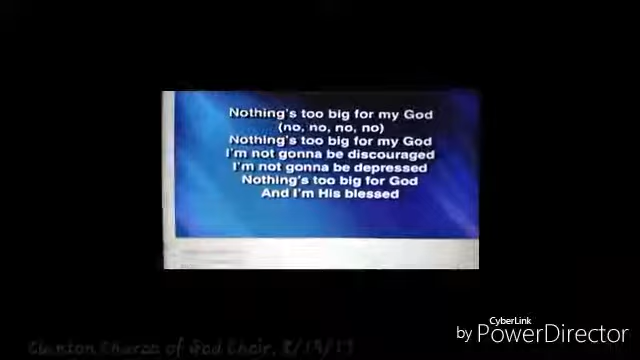 Nothing's too big for my God
(no, no, no, no)
Nothing's too big for my God
I'm not gonna be discouraged
I'm not gonna be depressed
Nothing's too big for God
And I'm His blessed
CyberLink
by PowerDirector
Church of God Choir,